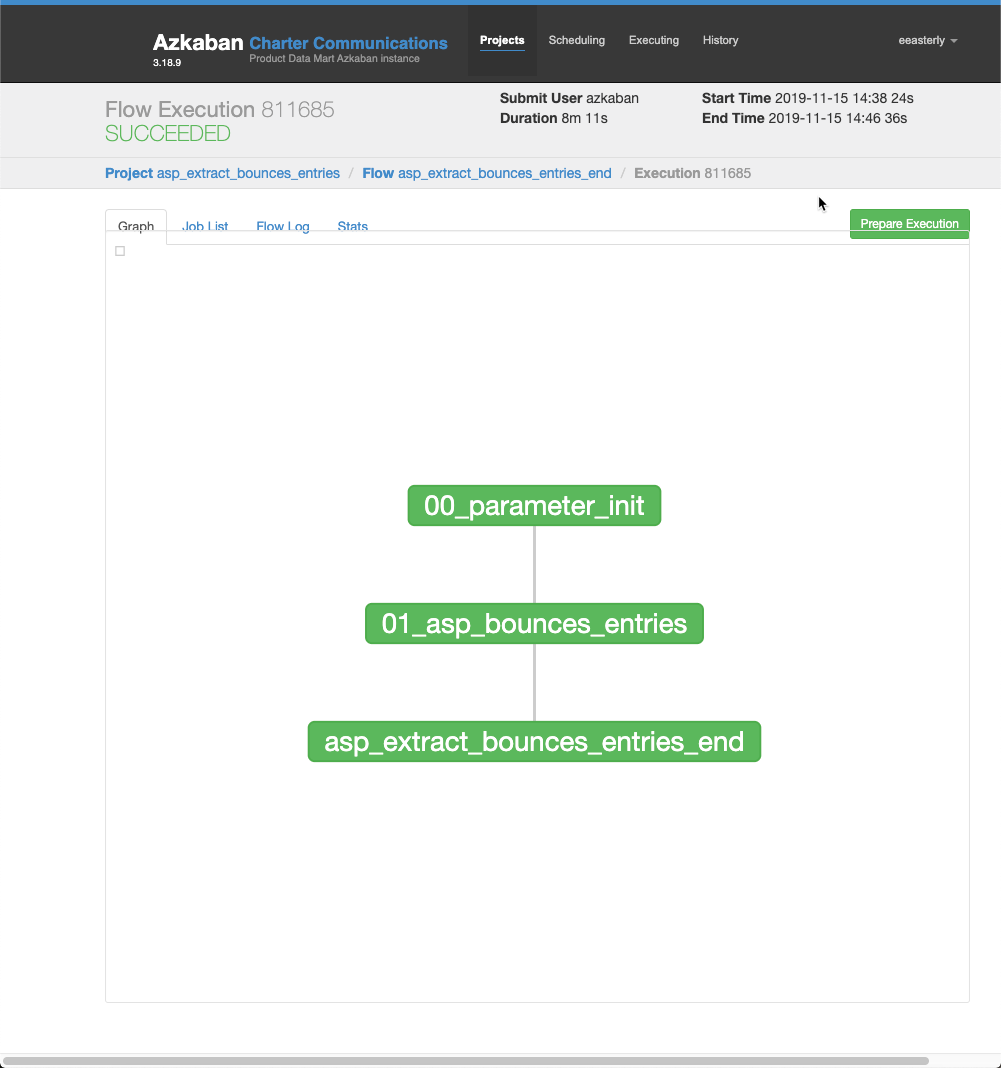 Azkaban Charter Communications Projects Scheduling Executing History eeasterly
3.18.9 Product Data Mart Azkaban instance
Flow Execution 811685
SUCCEEDED
Submit User azkaban
Duration 8m 11s
Start Time 2019-11-15 14:38 24s
End Time 2019-11-15 14:46 36s
Project asp_extract_bounces_entries / Flow asp_extract_bounces_entries_end / Execution 811685
Graph Job List Flow Log Stats Prepare Execution
00_parameter_init
01_asp_bounces_entries
asp_extract_bounces_entries_end